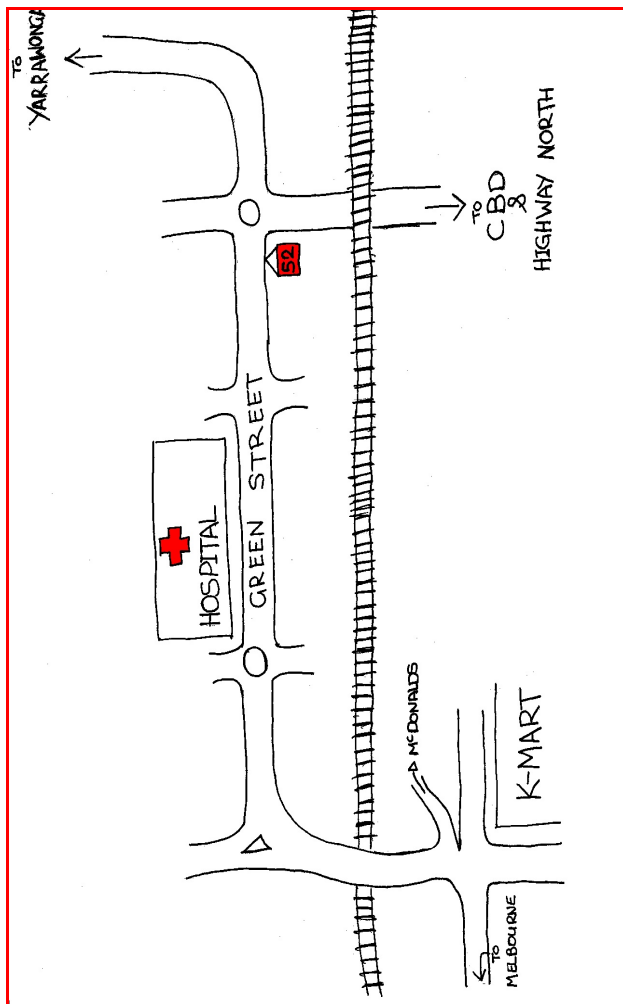 TO
YARRAWONGA
TO
CBD
&
HIGHWAY NORTH
52
GREEN STREET
HOSPITAL
McDONALDS
K-MART
TO
MELBOURNE